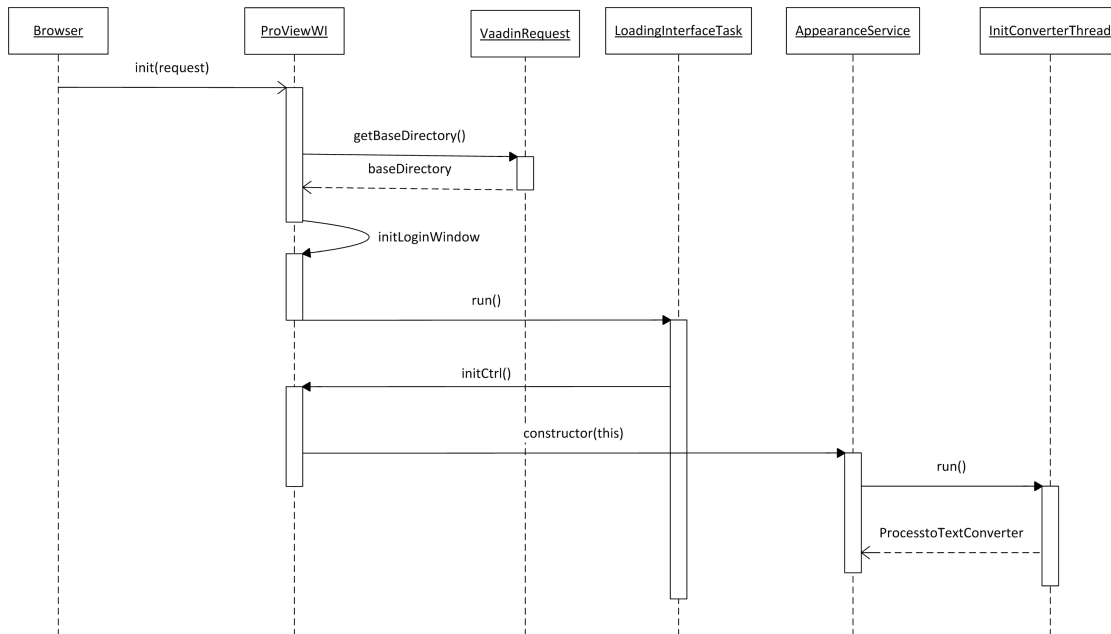 Browser
ProViewWI
VaadinRequest
LoadingInterfaceTask
AppearanceService
InitConverterThread
init(request)
getBaseDirectory()
baseDirectory
initLoginWindow
run()
initCtrl()
constructor(this)
run()
ProcesstoTextConverter